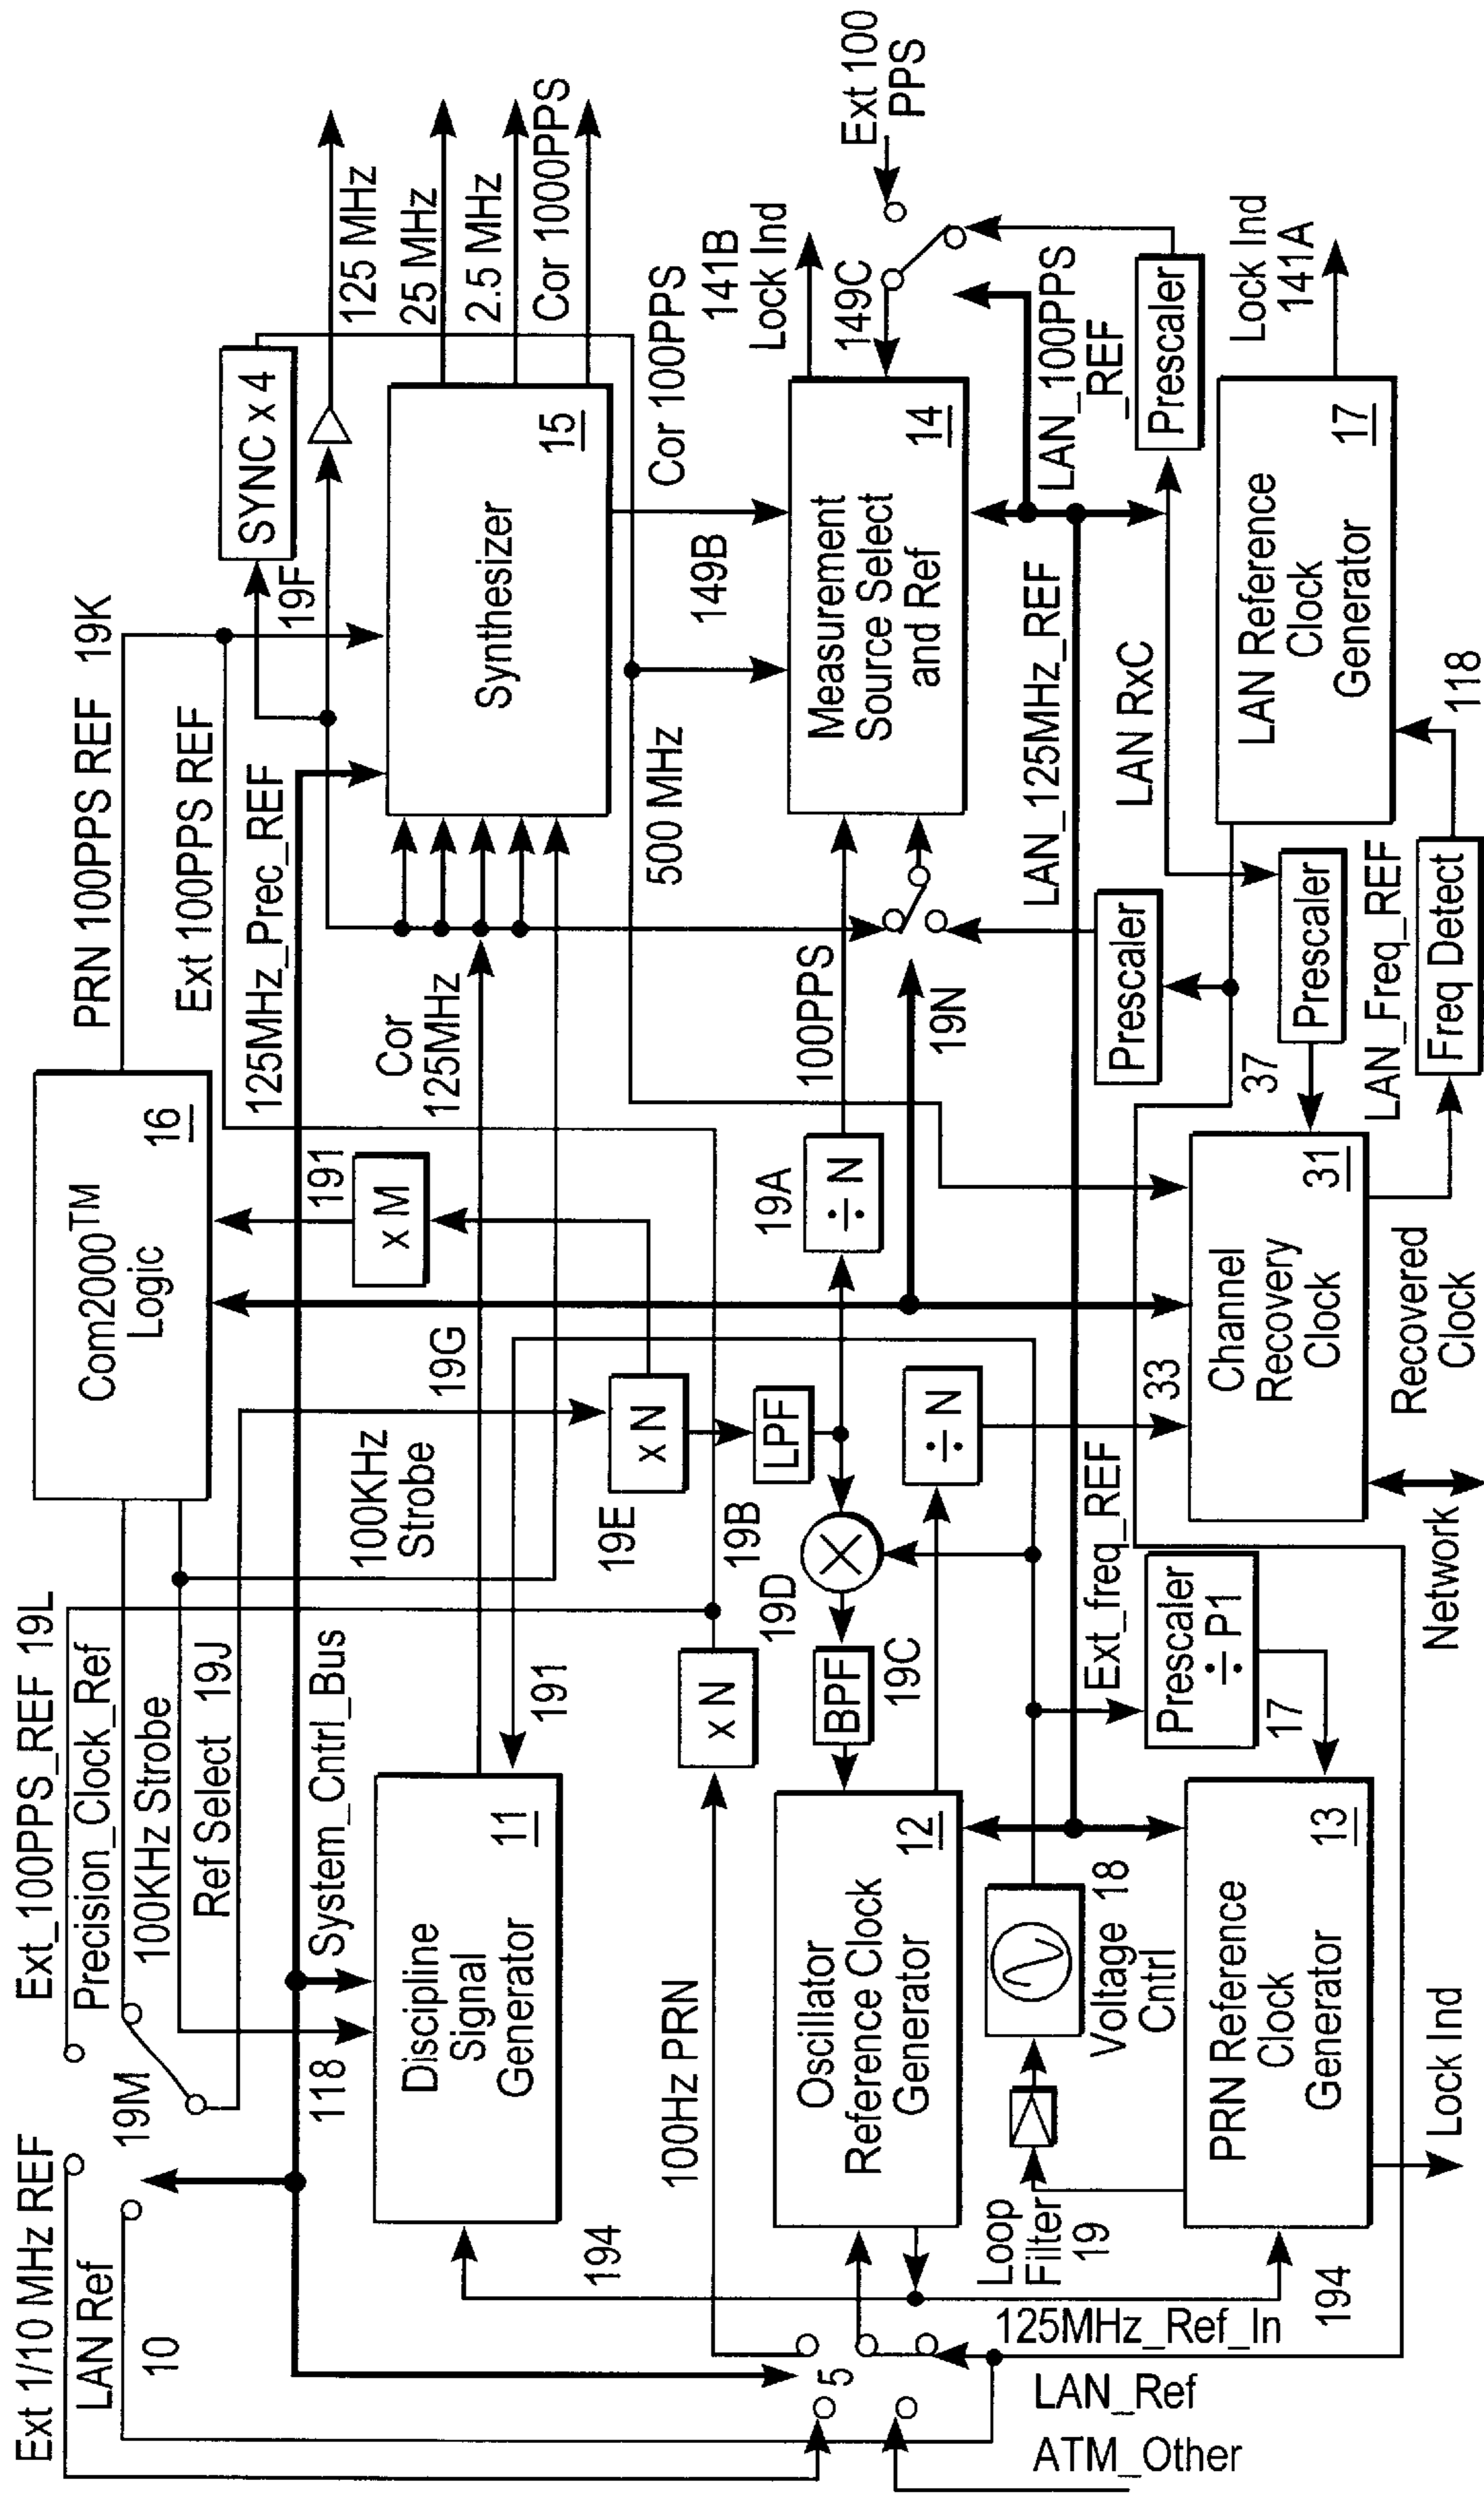 Ext 1/10 MHz REF
LAN Ref
10
19M
Ext_100PPS_REF 19L
Precision_Clock_Ref
100KHz Strobe
Ref Select 19J
System_Cntrl_Bus
118
Com2000TM
Logic
16
PRN 100PPS REF 19K
Ext 100PPS REF
125MHz_Prec_REF
19F
SYNC x 4
125 MHz
25 MHz
2.5 MHz
Cor 1000PPS
Discipline
Signal
Generator
11
191
194
100KHz
Strobe
19G
x M
191
Cor
125MHz
Synthesizer
15
Cor 100PPS
149B
500 MHz
100Hz PRN
x N
19B
19E
x N
LPF
19D
19A
÷ N
100PPS
19N
Measurement
Source Select
and Ref
14
141B
Lock Ind
149C
Ext 100
PPS
5
Oscillator
Reference Clock
Generator
12
BPF
19C
÷ N
33
LAN_125MHz_REF
LAN_100PPS
_REF
Prescaler
LAN RxC
Prescaler
Loop
Filter
19
Voltage 18
Cntrl
Ext_freq_REF
Prescaler
÷ P1
17
125MHz_Ref_In
LAN_Ref
ATM_Other
194
PRN Reference
Clock
Generator
13
Lock Ind
Network
Channel
Recovery
Clock
31
Recovered
Clock
37
Prescaler
LAN_Freq_REF
Freq Detect
118
LAN Reference
Clock
Generator
17
Lock Ind
141A